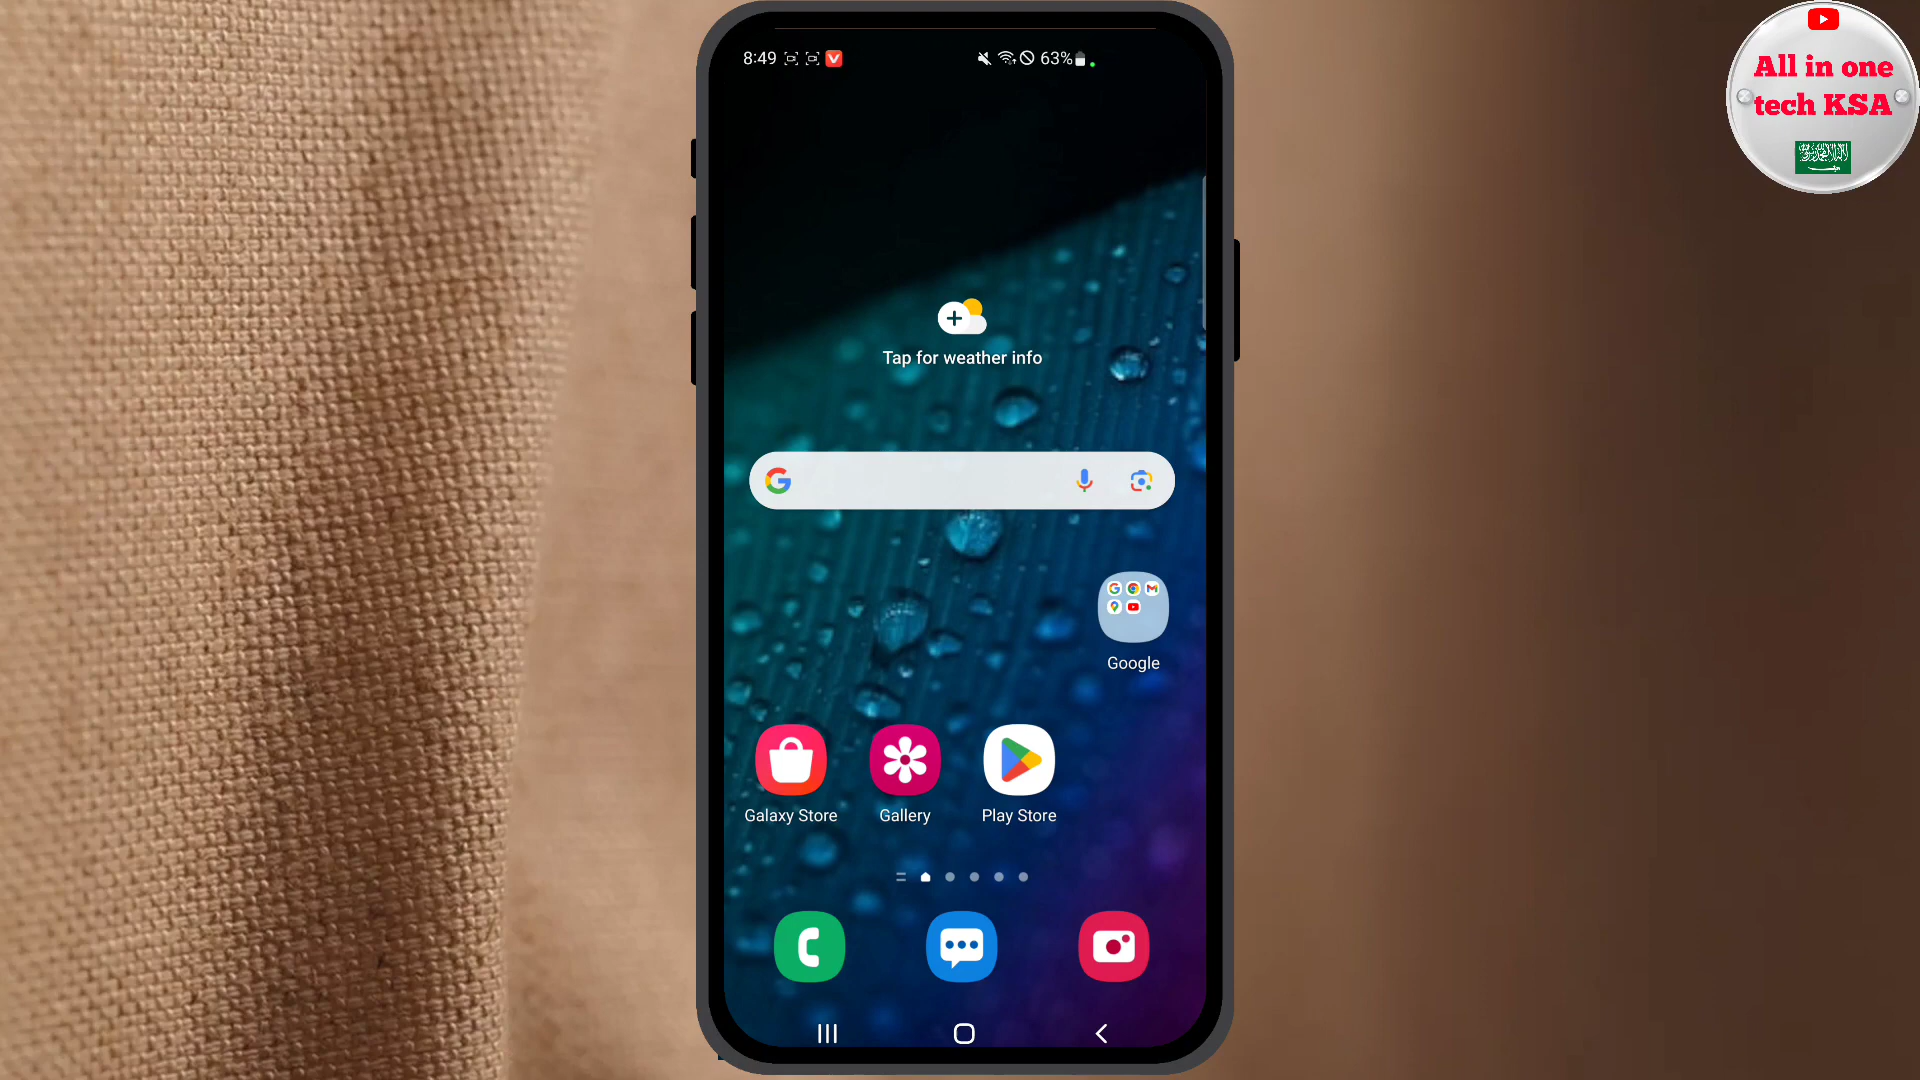 8:49
63%
All in one
tech KSA
Tap for weather info
Google
Galaxy Store
Gallery
Play Store